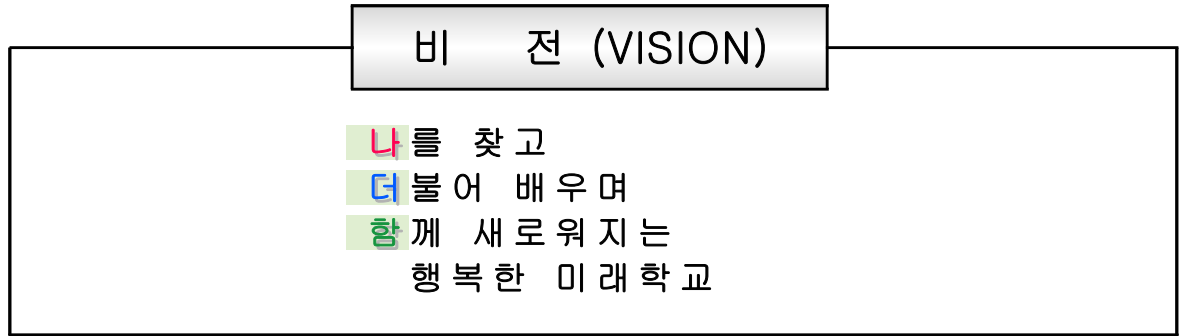 비 전 (VISION)
나를 찾고
더불어 배우며
함께 새로워지는
행복한 미래학교